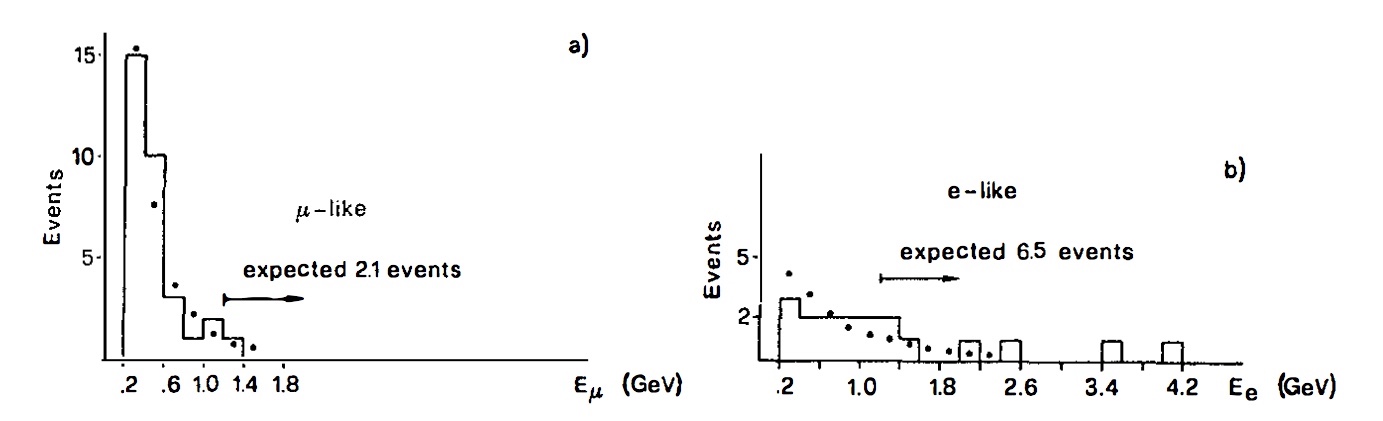 a)
15
10
5
Events
μ-like
expected 2.1 events
.2 .6 1.0 1.4 1.8
Eμ (GeV)
b)
e-like
expected 6.5 events
5
2
Events
.2 1.0 1.8 2.6 3.4 4.2
Ee (GeV)